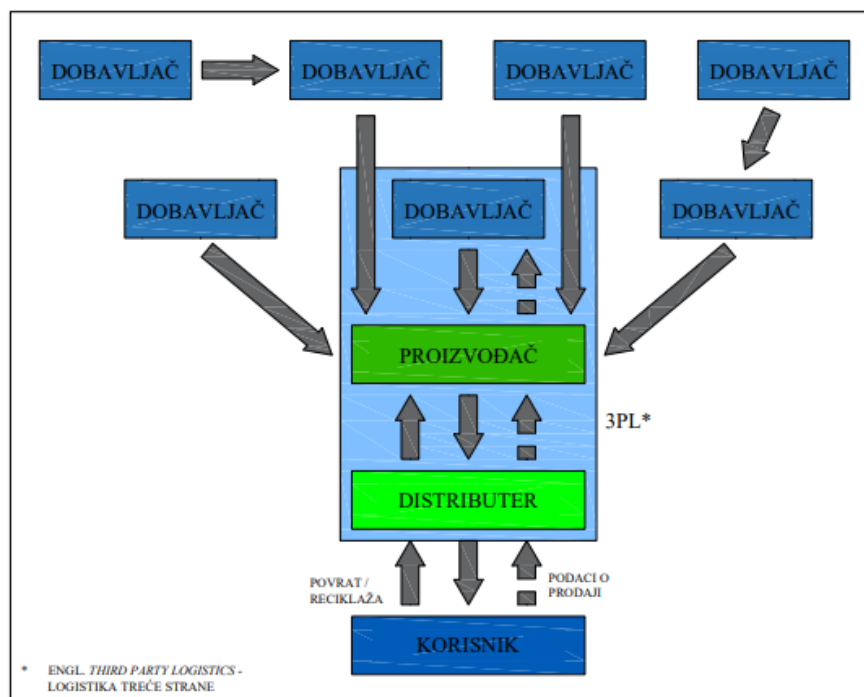 DOBAVLJAČ
DOBAVLJAČ
DOBAVLJAČ
DOBAVLJAČ
DOBAVLJAČ
DOBAVLJAČ
DOBAVLJAČ
PROIZVOĐAČ
3PL*
DISTRIBUTER
POVRAT /
RECIKLAŽA
PODACI O
PRODAJI
KORISNIK
* ENGL. THIRD PARTY LOGISTICS -
LOGISTIKA TREĆE STRANE